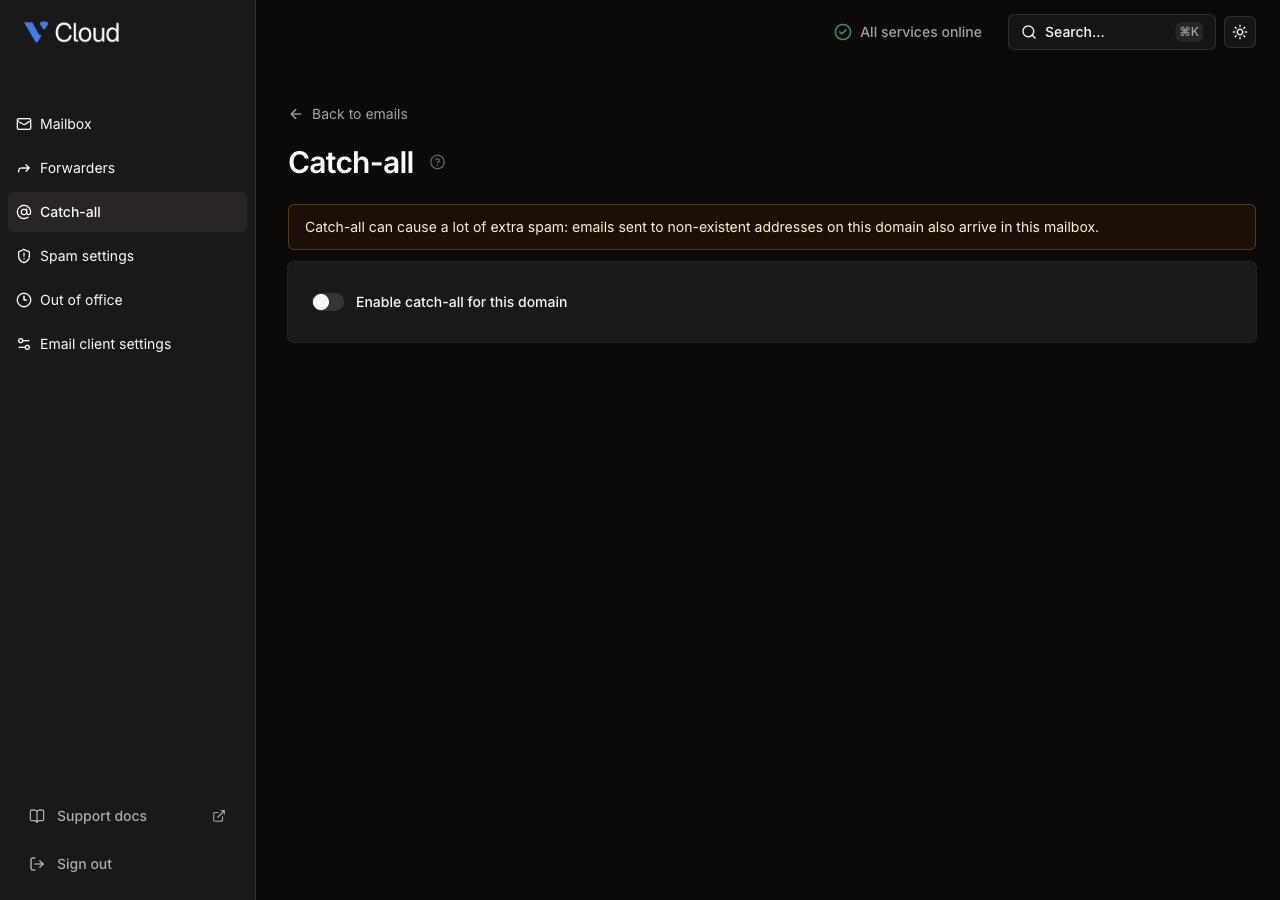 Cloud
All services online
Search...
⌘K
Mailbox
Forwarders
Catch-all
Spam settings
Out of office
Email client settings
Support docs
Sign out
Back to emails
Catch-all
Catch-all can cause a lot of extra spam: emails sent to non-existent addresses on this domain also arrive in this mailbox.
Enable catch-all for this domain